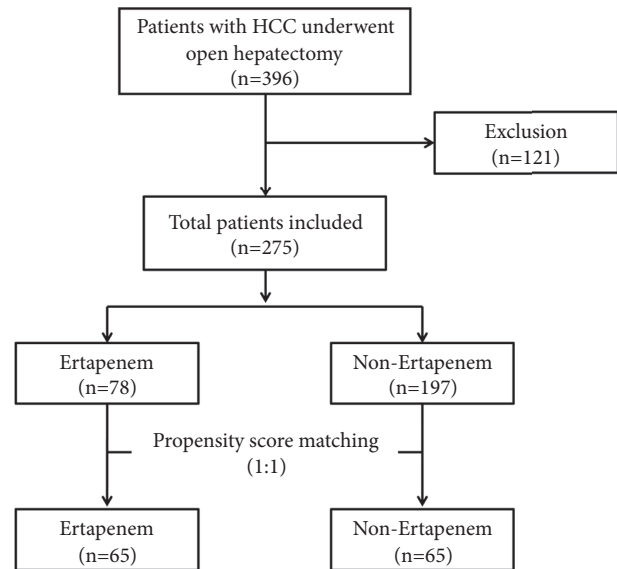 Patients with HCC underwent
open hepatectomy
(n=396)
Exclusion
(n=121)
Total patients included
(n=275)
Ertapenem
(n=78)
Non-Ertapenem
(n=197)
Propensity score matching
(1:1)
Ertapenem
(n=65)
Non-Ertapenem
(n=65)